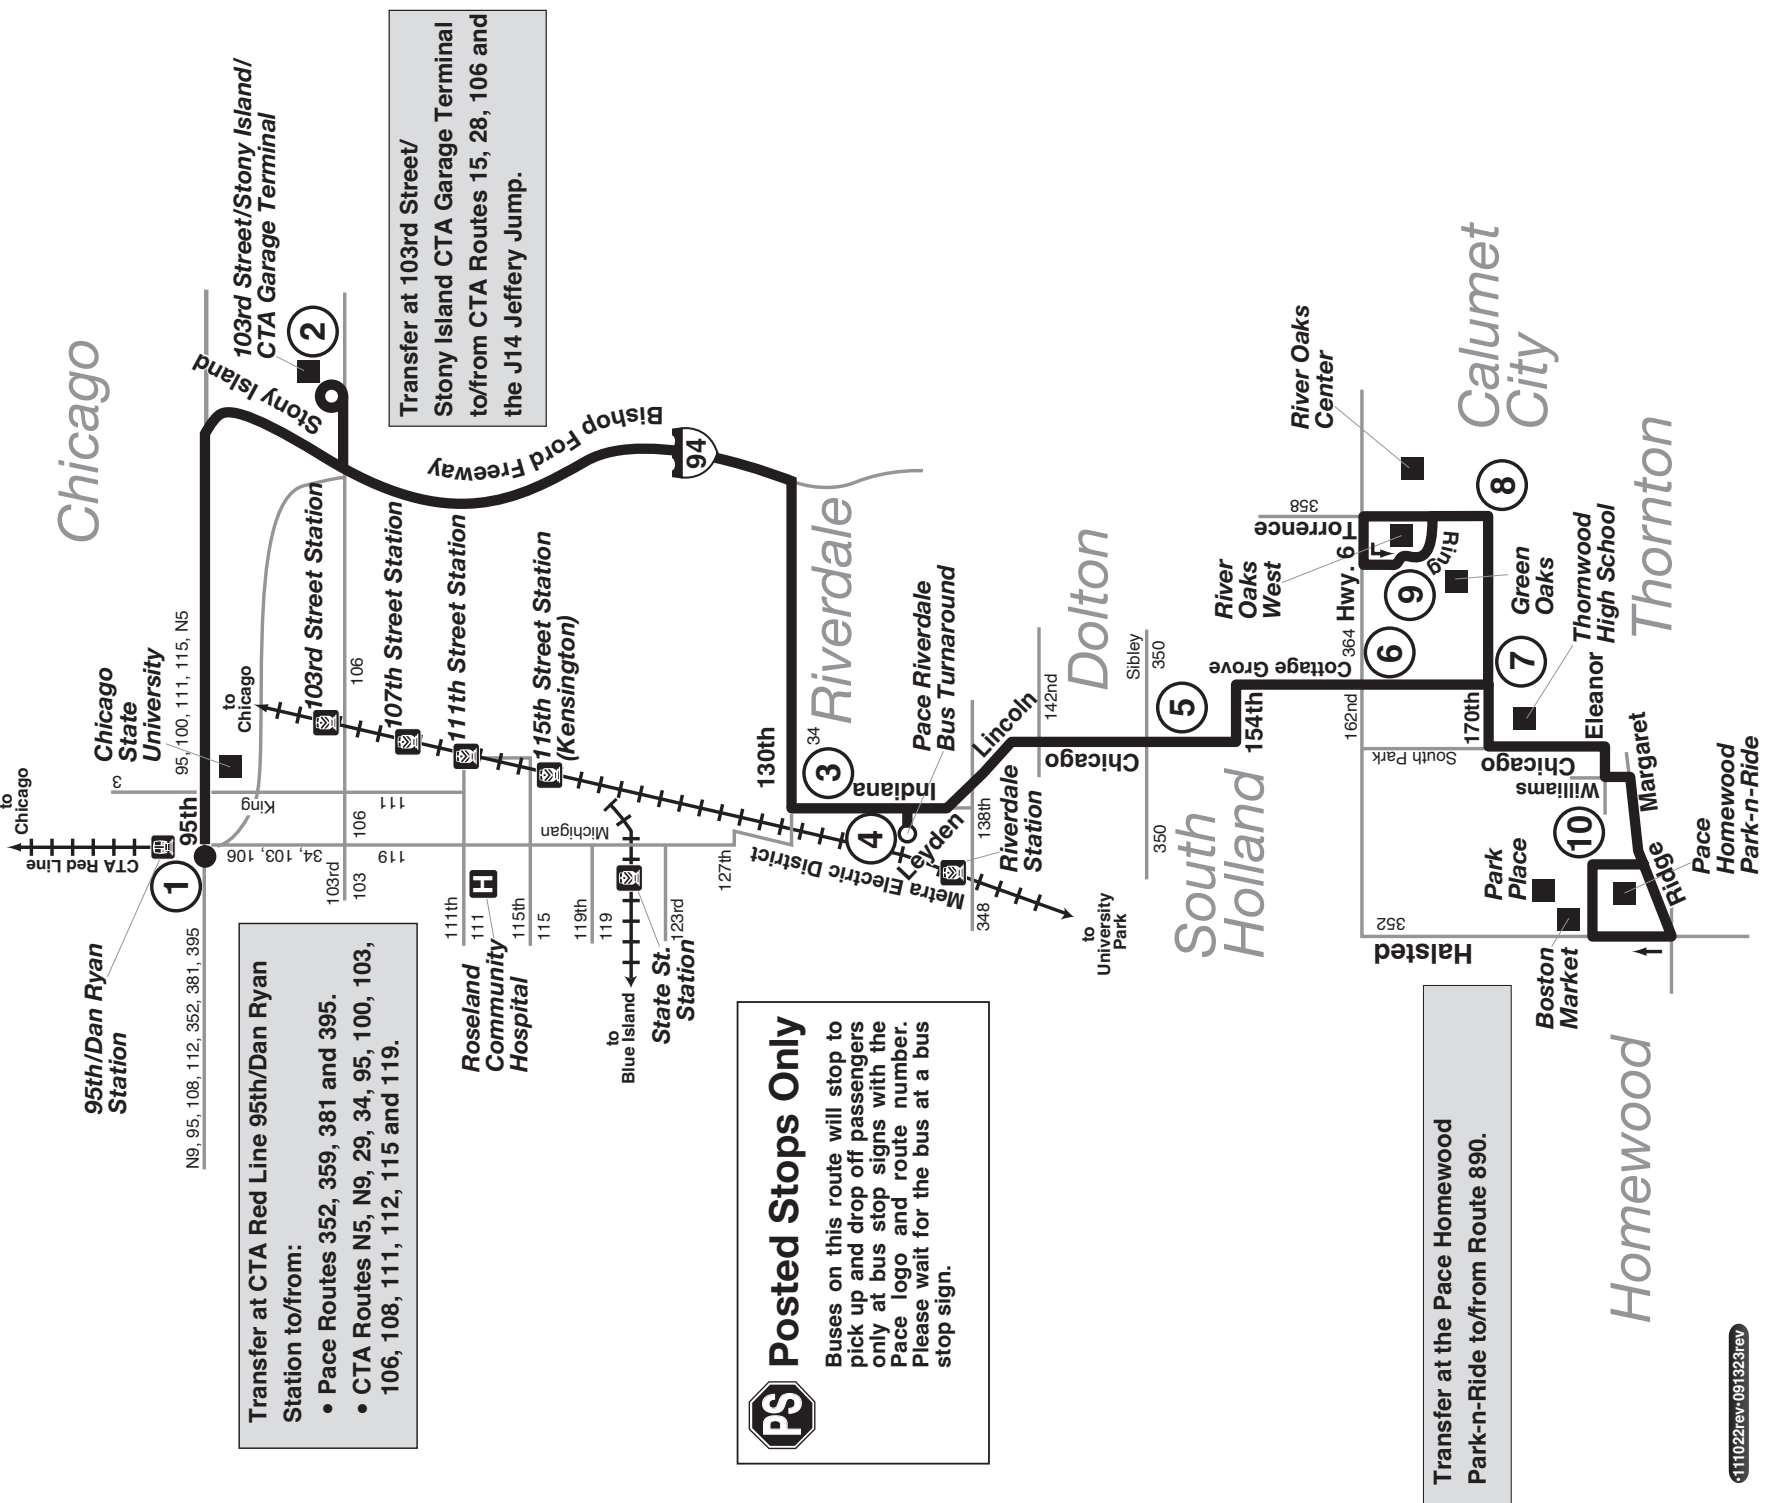 Chicago
to
Chicago
CTA Red Line
1
95th
95th/Dan Ryan
Station
N9, 95, 108, 112, 352, 381, 395
95, 100, 111, 115, N5
Chicago
State
University
Stony Island
103rd Street/Stony Island/
CTA Garage Terminal
2
Transfer at 103rd Street/
Stony Island CTA Garage Terminal
to/from CTA Routes 15, 28, 106 and
the J14 Jeffery Jump.
3
King
111
34, 103, 106
119
to
Chicago
103rd Street Station
107th Street Station
111th Street Station
115th Street Station
(Kensington)
106
106
103rd
103
111th
111
115th
115
119th
119
123rd
127th
Michigan
Roseland
Community
Hospital
H
to
Blue Island
State St.
Station
Metra Electric District
Bishop Ford Freeway
94
Transfer at CTA Red Line 95th/Dan Ryan
Station to/from:
• Pace Routes 352, 359, 381 and 395.
• CTA Routes N5, N9, 29, 34, 95, 100, 103,
106, 108, 111, 112, 115 and 119.
PS
Posted Stops Only
Buses on this route will stop to
pick up and drop off passengers
only at bus stop signs with the
Pace logo and route number.
Please wait for the bus at a bus
stop sign.
130th
34
3
Indiana
Riverdale
4
Pace Riverdale
Bus Turnaround
Leyden
138th
348
Riverdale
Station
to
University
Park
Lincoln
142nd
Dolton
Chicago
Sibley
350
350
5
South
Holland
154th
Cottage Grove
162nd
364
Hwy. 6
6
Torrence
358
River Oaks
Center
River
Oaks
West
Ring
9
Green
Oaks
8
Calumet
City
170th
7
Thornwood
High School
Thornton
South Park
Chicago
Eleanor
Williams
Margaret
10
Park
Place
Boston
Market
Halsted
352
Ridge
Pace
Homewood
Park-n-Ride
Homewood
Transfer at the Pace Homewood
Park-n-Ride to/from Route 890.
•111022rev•091323rev